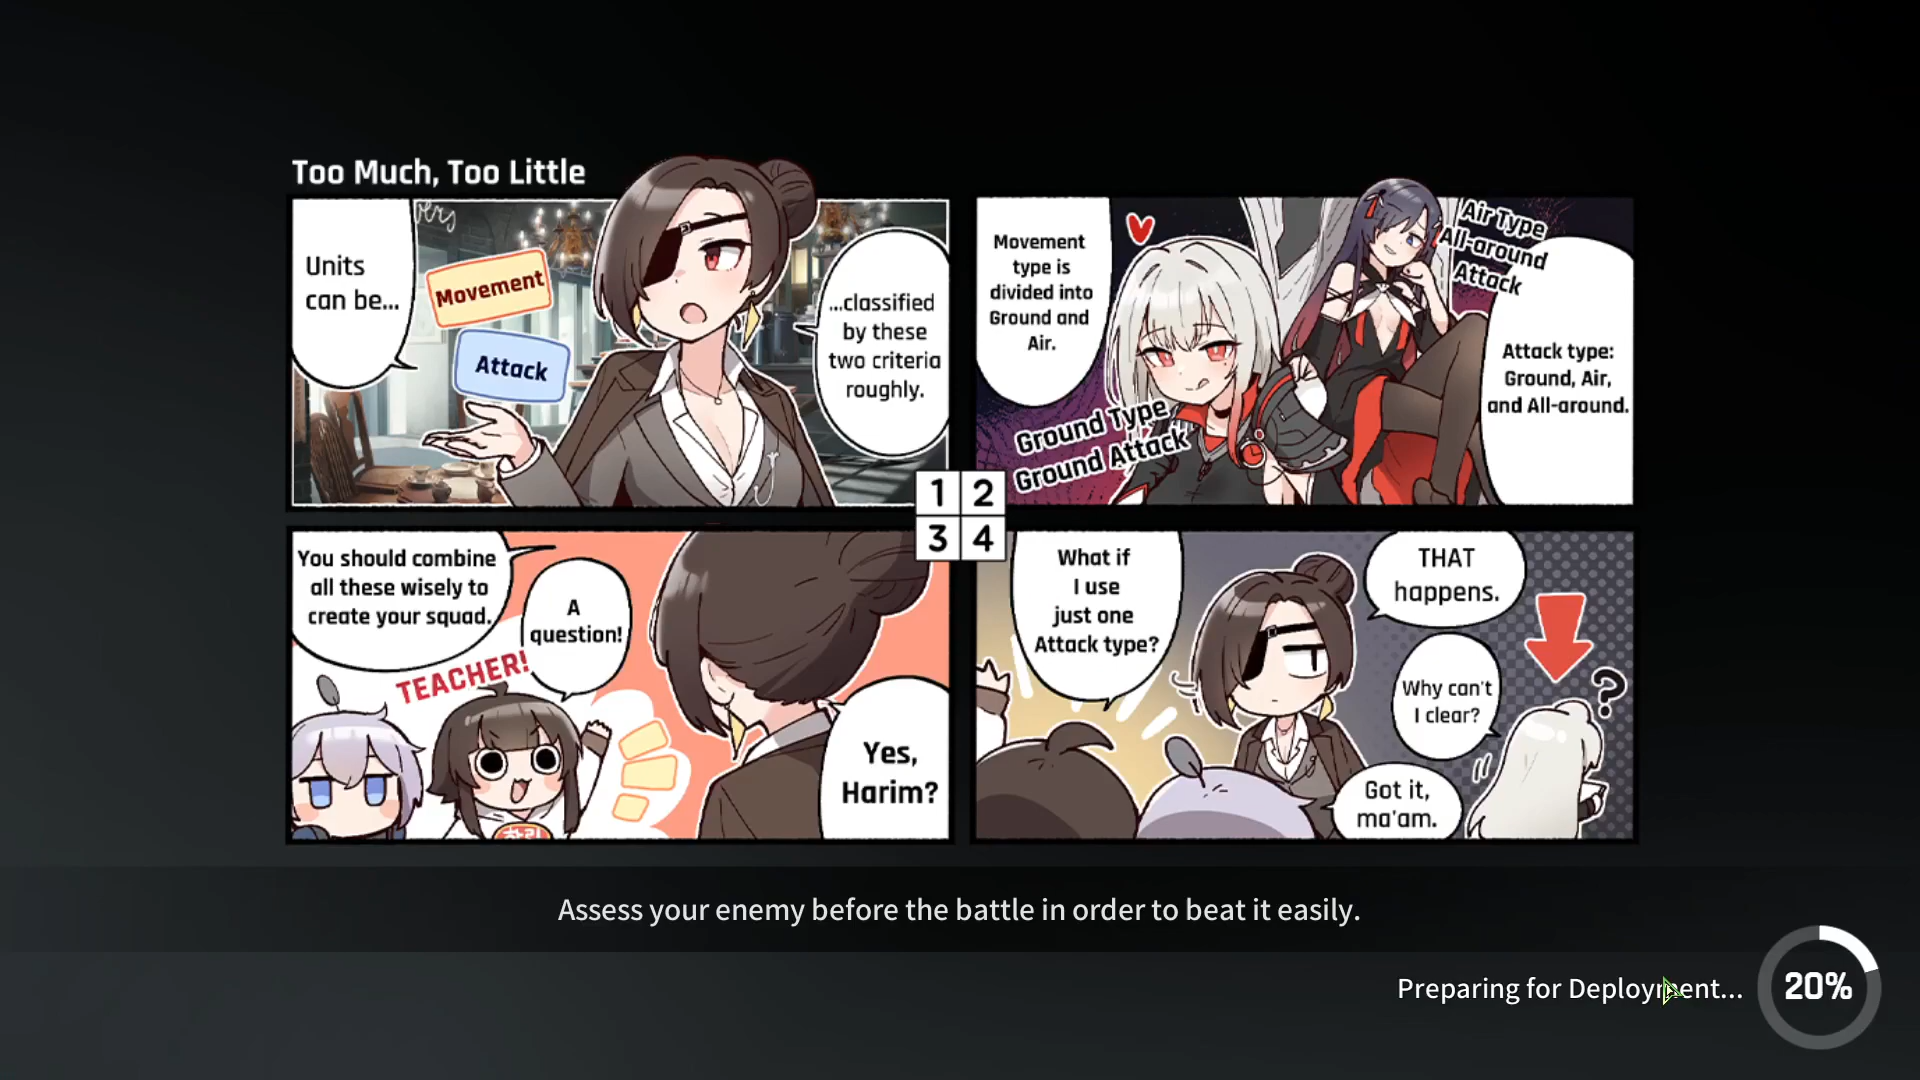 Too Much, Too Little
Units
can be...
Movement
Attack
...classified
by these
two criteria
roughly.
Movement
type is
divided into
Ground and
Air.
Ground Type
Ground Attack
Air Type
All-around
Attack
Attack type:
Ground, Air,
and All-around.
1 2
3 4
You should combine
all these wisely to
create your squad.
TEACHER!
A
question!
Yes,
Harim?
What if
I use
just one
Attack type?
THAT
happens.
Why can't
I clear?
?
Got it,
ma'am.
Assess your enemy before the battle in order to beat it easily.
Preparing for Deployment...
20%